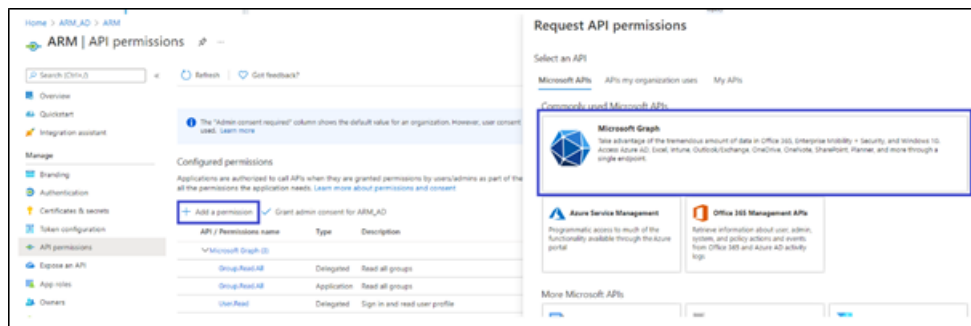 Home > ARM_AD > ARM
ARM | API permissions
Search (Ctrl+/)
«
Refresh
Got feedback?
Overview
Quickstart
Integration assistant
Manage
Branding
Authentication
Certificates & secrets
Token configuration
API permissions
Expose an API
App roles
Owners
The "Admin consent required" column shows the default value for an organization. However, user consent
used. Learn more
Configured permissions
Applications are authorized to call APIs when they are granted permissions by users/admins as part of the
all the permissions the application needs. Learn more about permissions and consent
Add a permission
Grant admin consent for ARM_AD
API / Permissions name Type Description
Microsoft Graph (3)
Group.Read.All Delegated Read all groups
Group.Read.All Application Read all groups
User.Read Delegated Sign in and read user profile
Request API permissions
Select an API
Microsoft APIs APIs my organization uses My APIs
Commonly used Microsoft APIs
Microsoft Graph
Take advantage of the tremendous amount of data in Office 365, Enterprise Mobility + Security, and Windows 10.
Access Azure AD, Excel, Intune, Outlook/Exchange, OneDrive, OneNote, SharePoint, Planner, and more through a
single endpoint.
Azure Service Management
Programmatic access to much of the
functionality available through the Azure
portal
Office 365 Management APIs
Retrieve information about user, admin,
system, and policy actions and events
from Office 365 and Azure AD activity
logs
More Microsoft APIs